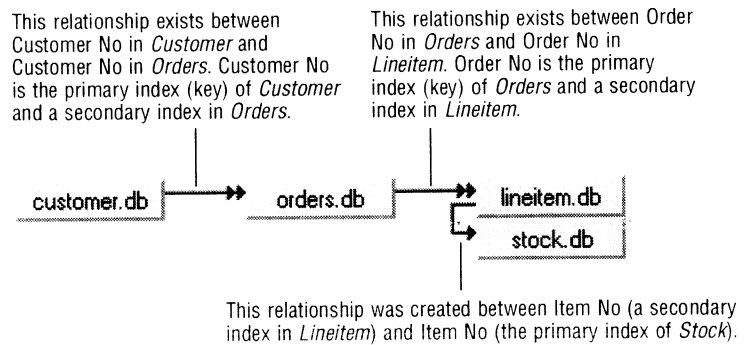 This relationship exists between
Customer No in Customer and
Customer No in Orders. Customer No
is the primary index (key) of Customer
and a secondary index in Orders.
This relationship exists between Order
No in Orders and Order No in
Lineitem. Order No is the primary
index (key) of Orders and a secondary
index in Lineitem.
customer.db
orders.db
lineitem.db
stock.db
This relationship was created between Item No (a secondary
index in Lineitem) and Item No (the primary index of Stock).